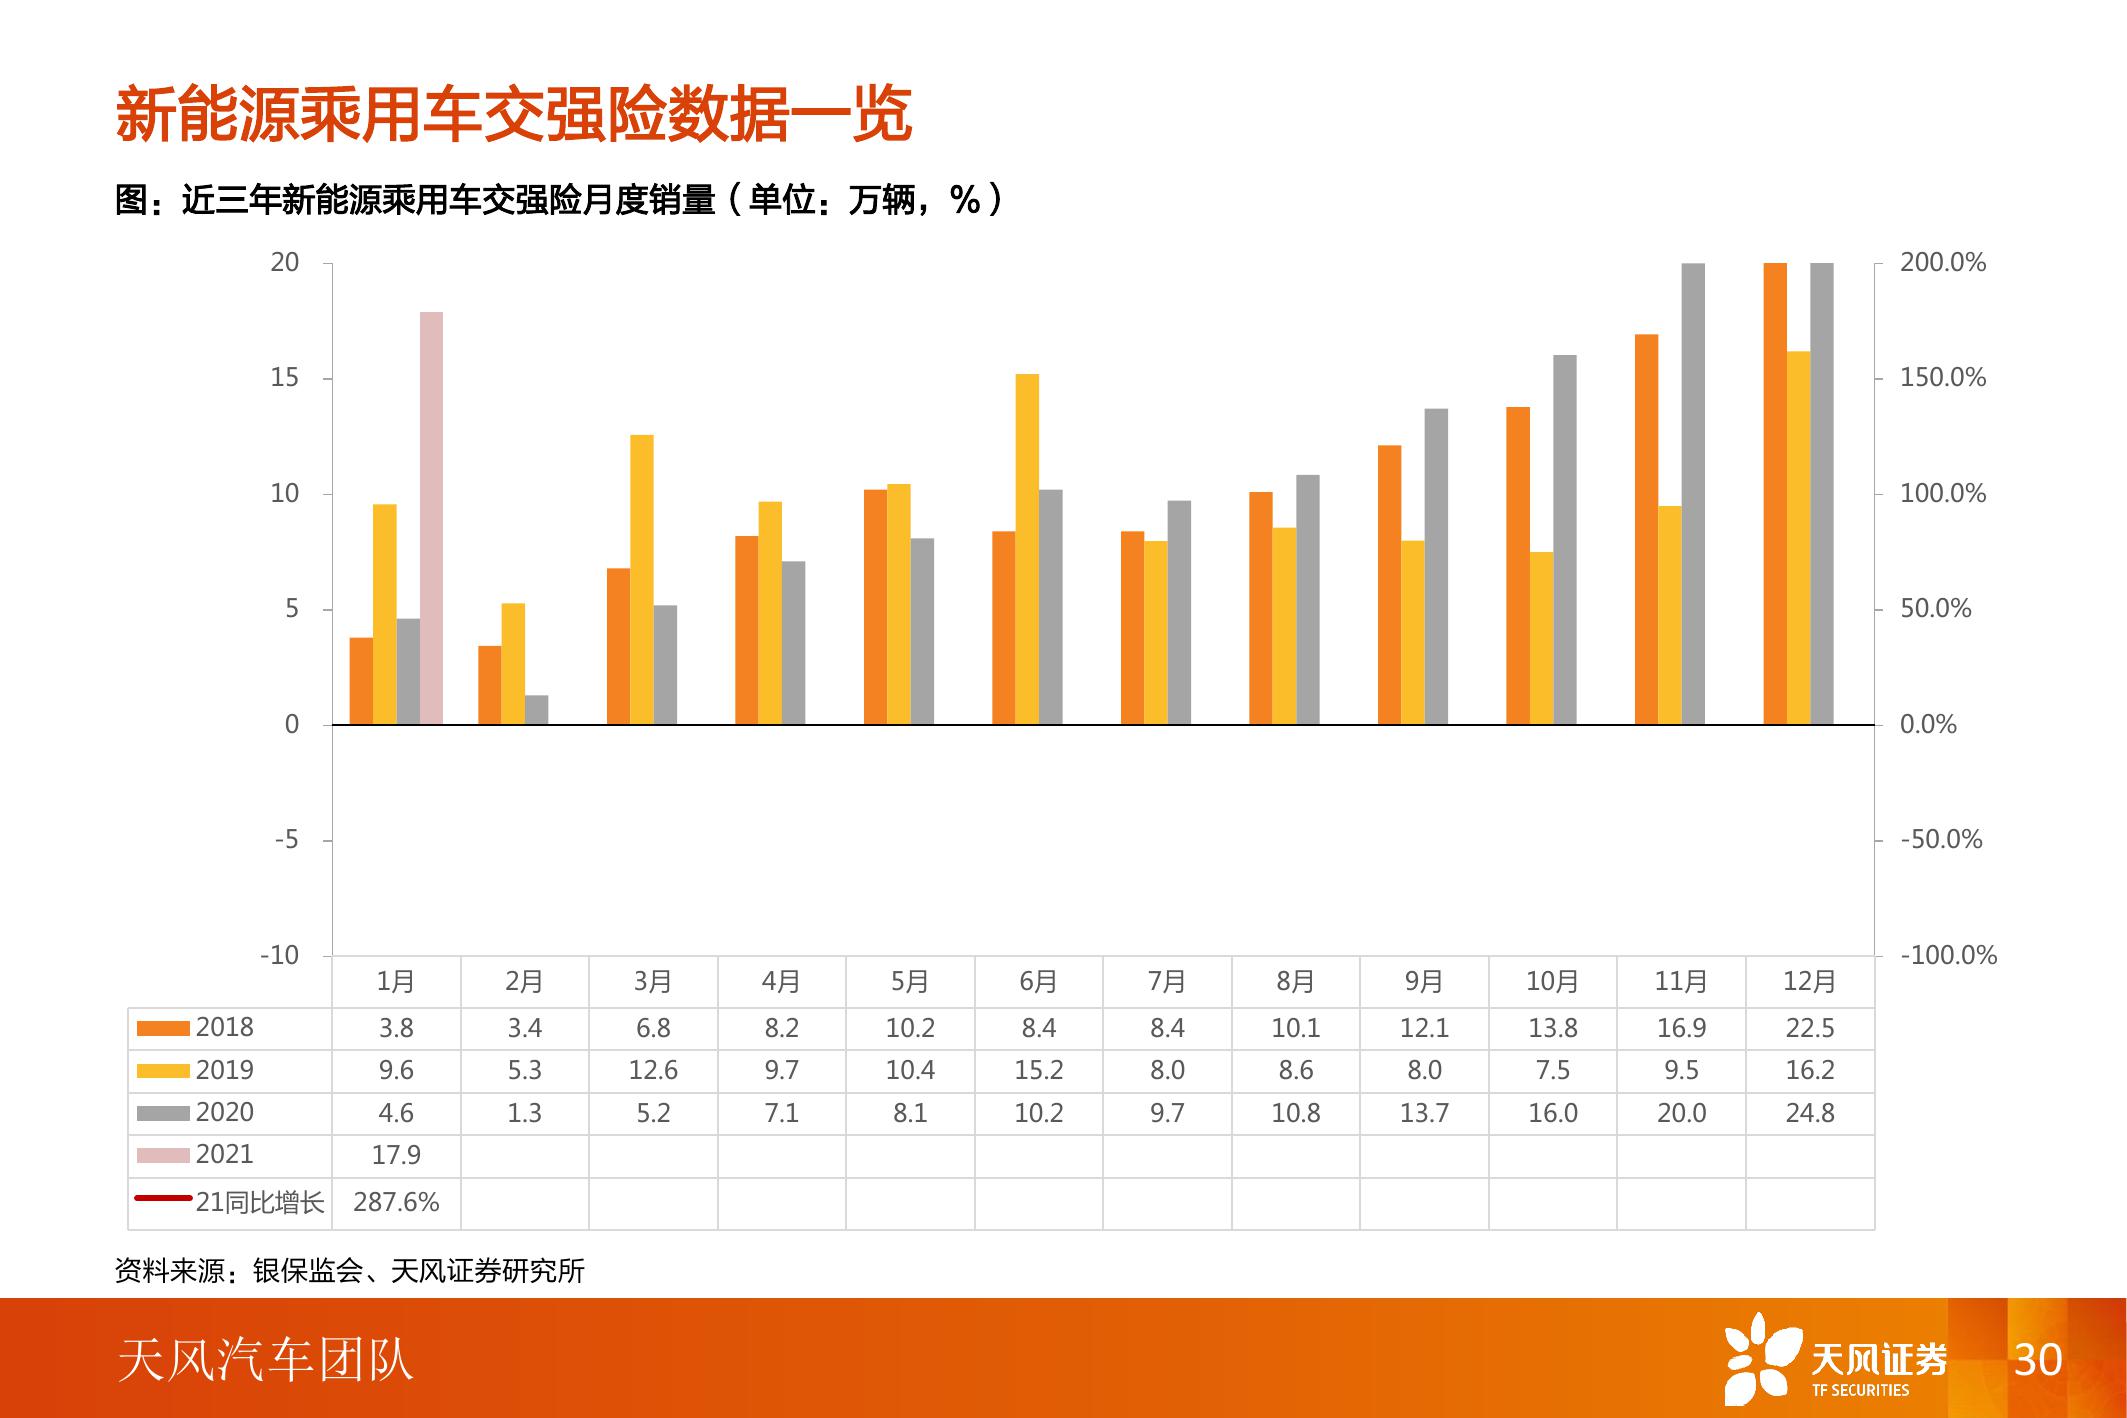 新能源乘用车交强险数据一览
图：近三年新能源乘用车交强险月度销量（单位：万辆，%）
20 200.0%
15 150.0%
10 100.0%
5 50.0%
0 0.0%
-5 -50.0%
-10 -100.0%
1月 2月 3月 4月 5月 6月 7月 8月 9月 10月 11月 12月
2018 3.8 3.4 6.8 8.2 10.2 8.4 8.4 10.1 12.1 13.8 16.9 22.5
2019 9.6 5.3 12.6 9.7 10.4 15.2 8.0 8.6 8.0 7.5 9.5 16.2
2020 4.6 1.3 5.2 7.1 8.1 10.2 9.7 10.8 13.7 16.0 20.0 24.8
2021 17.9
21同比增长 287.6%
资料来源：银保监会、天风证券研究所
天风汽车团队
天风证券
TF SECURITIES
30